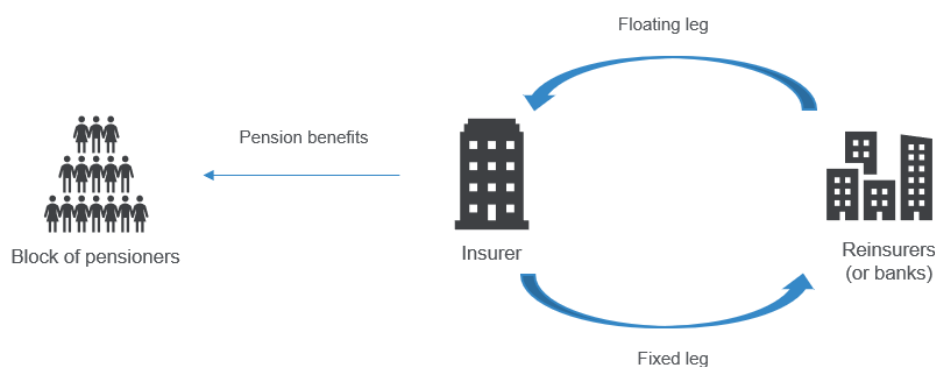 Floating leg
Pension benefits
Block of pensioners
Insurer
Reinsurers
(or banks)
Fixed leg